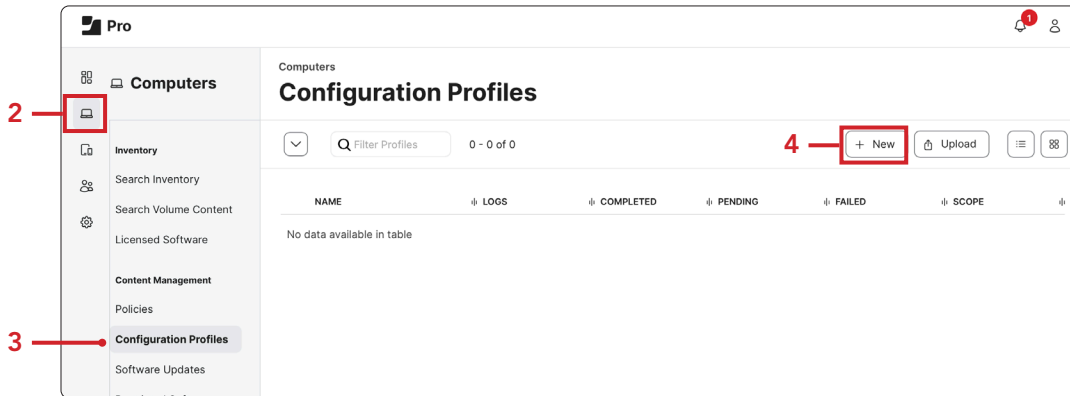 Pro
1
Computers
Computers
Configuration Profiles
2
Inventory
Search Inventory
Search Volume Content
Licensed Software
Content Management
Policies
3
Configuration Profiles
Software Updates
Filter Profiles
0 - 0 of 0
4
+ New
Upload
NAME
LOGS
COMPLETED
PENDING
FAILED
SCOPE
No data available in table